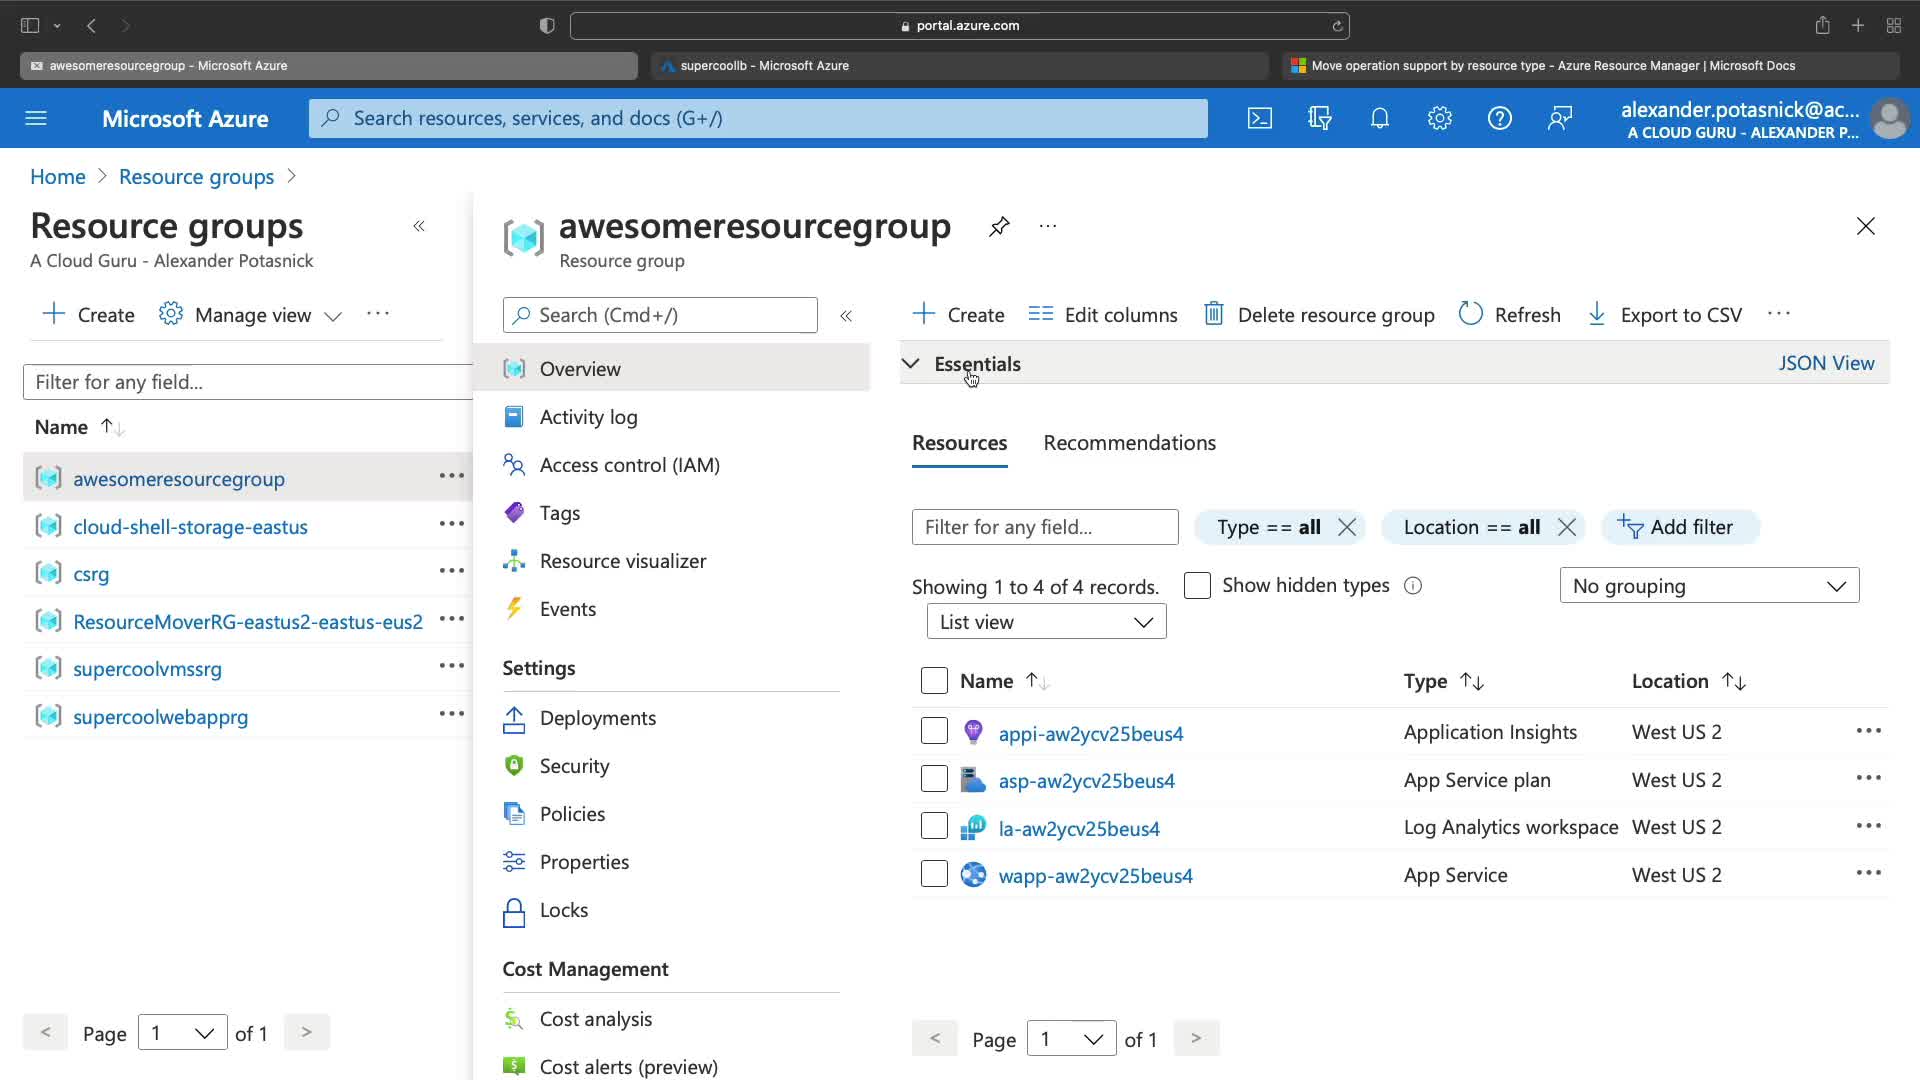 portal.azure.com
awesomeresourcegroup - Microsoft Azure
supercoollb - Microsoft Azure
Move operation support by resource type - Azure Resource Manager | Microsoft Docs
Microsoft Azure
Search resources, services, and docs (G+/)
alexander.potasnick@ac...
A CLOUD GURU - ALEXANDER P...
Home > Resource groups >
Resource groups
A Cloud Guru - Alexander Potasnick
Create
Manage view
Filter for any field...
Name
awesomeresourcegroup
cloud-shell-storage-eastus
csrg
ResourceMoverRG-eastus2-eastus-eus2
supercoolvmssrg
supercoolwebapprg
< Page 1 of 1 >
awesomeresourcegroup
Resource group
Search (Cmd+/)
Overview
Activity log
Access control (IAM)
Tags
Resource visualizer
Events
Settings
Deployments
Security
Policies
Properties
Locks
Cost Management
Cost analysis
Cost alerts (preview)
Create
Edit columns
Delete resource group
Refresh
Export to CSV
Essentials
JSON View
Resources
Recommendations
Filter for any field...
Type == all
Location == all
Add filter
Showing 1 to 4 of 4 records.
Show hidden types
No grouping
List view
Name Type Location
appi-aw2ycv25beus4 Application Insights West US 2
asp-aw2ycv25beus4 App Service plan West US 2
la-aw2ycv25beus4 Log Analytics workspace West US 2
wapp-aw2ycv25beus4 App Service West US 2
< Page 1 of 1 >